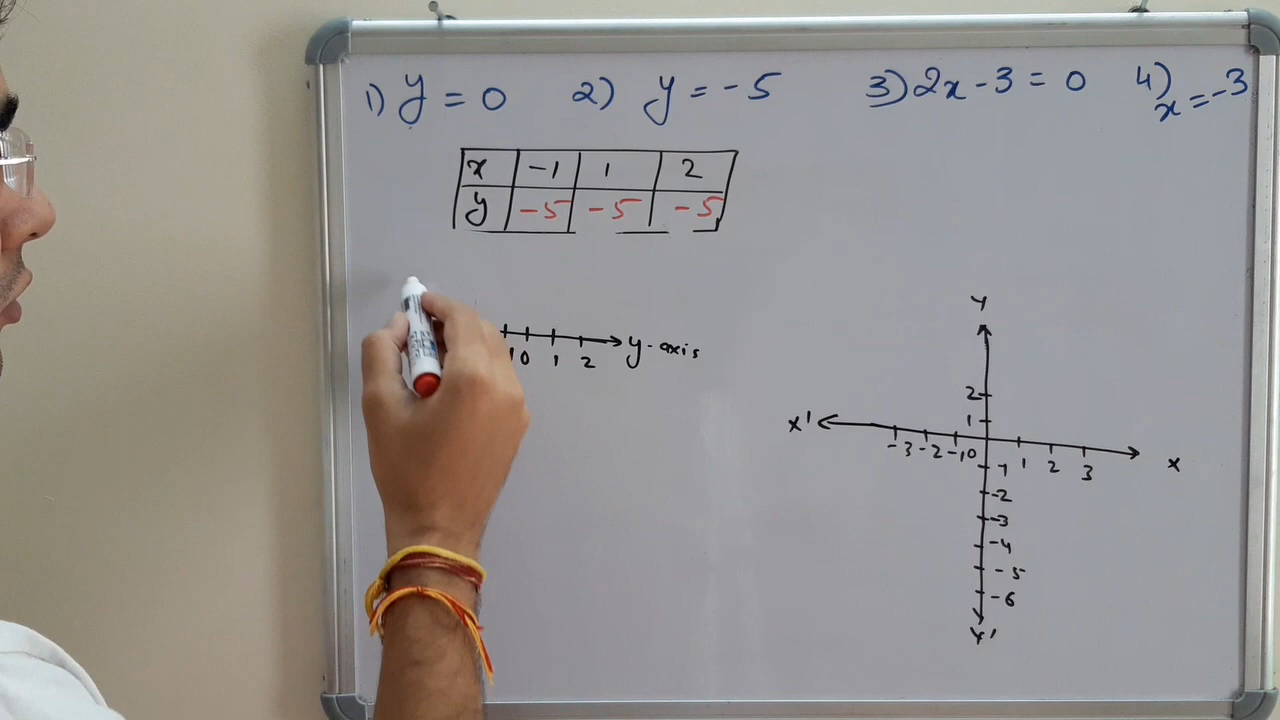 1) y = 0 2) y = -5 3) 2x - 3 = 0 4) x = -3
x -1 1 2
y -5 -5 -5
0 1 2 y-axis
Y
2
1
X' -3 -2 -1 0 1 2 3 X
-1
-2
-3
-4
-5
-6
Y'